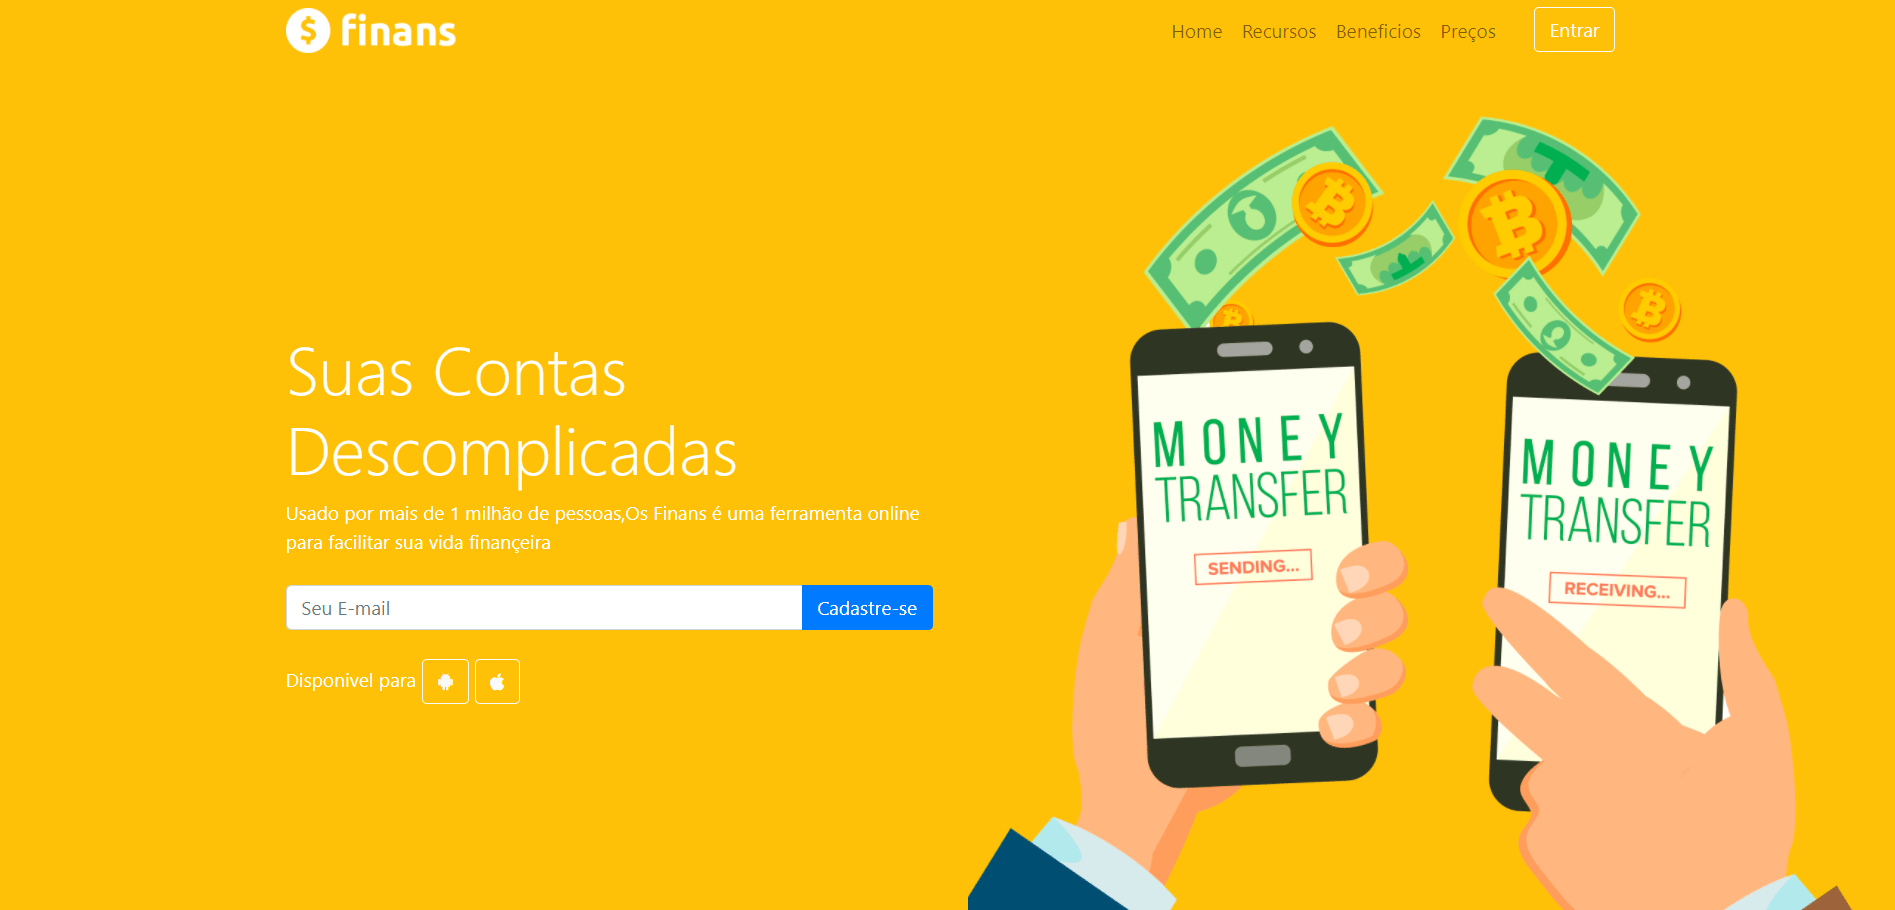 finans
Home Recursos Beneficios Preços Entrar
Suas Contas
Descomplicadas
Usado por mais de 1 milhão de pessoas,Os Finans é uma ferramenta online
para facilitar sua vida finançeira
Seu E-mail Cadastre-se
Disponivel para
MONEY
TRANSFER
SENDING...
MONEY
TRANSFER
RECEIVING...